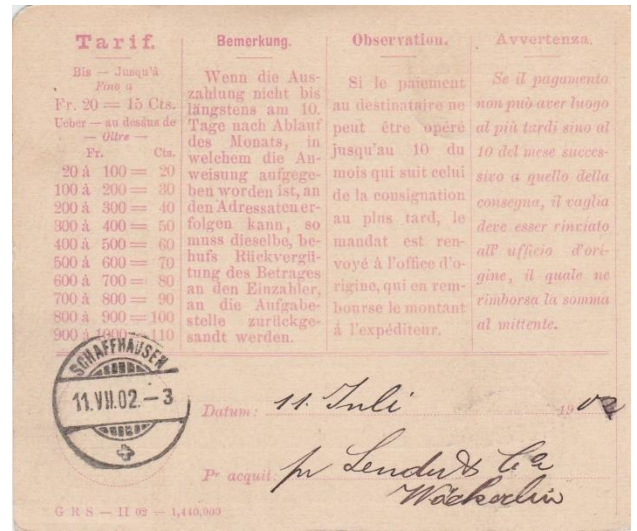 Tarif.
Bis — Jusqu'à
Fino a
Fr. 20 = 15 Cts.
Ueber — au dessus de
— Oltre —
Fr. Cts.
20 à 100 = 20
100 à 200 = 30
200 à 300 = 40
300 à 400 = 50
400 à 500 = 60
500 à 600 = 70
600 à 700 = 80
700 à 800 = 90
800 à 900 = 100
900 à 1000 = 110
Bemerkung.
Wenn die Aus-
zahlung nicht bis
längstens am 10.
Tage nach Ablauf
des Monats, in
welchem die An-
weisung aufgege-
ben worden ist, an
den Adressaten er-
folgen kann, so
muss dieselbe, be-
hufs Rückvergü-
tung des Betrages
an den Einzahler,
an die Aufgabe-
stelle zurückge-
sandt werden.
Observation.
Si le paiement
au destinataire ne
peut être opéré
jusqu'au 10 du
mois qui suit celui
de la consignation
au plus tard, le
mandat est ren-
voyé à l'office d'o-
rigine, qui en rem-
bourse le montant
à l'expéditeur.
Avvertenza.
Se il pagamento
non può aver luogo
al più tardi sino al
10 del mese succes-
sivo a quello della
consegna, il vaglia
deve esser rinviato
all' ufficio d'ori-
gine, il quale ne
rimborsa la somma
al mittente.
SCHAFFHAUSEN
11.VII.02.—3
Datum: 11. Juli 1902
Pr acquit: pr Lendi & Cie
Wäckerlin
G R S — II 02 — 1,440,000